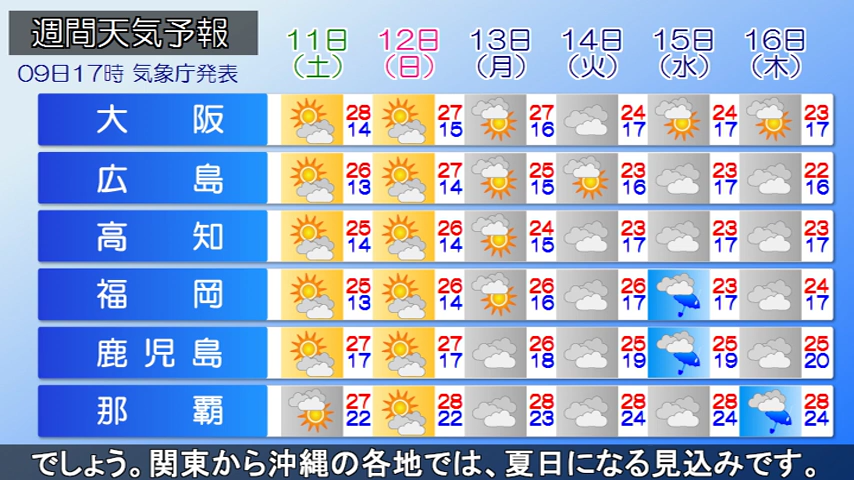 週間天気予報
09日17時 気象庁発表
11日 12日 13日 14日 15日 16日
(土) (日) (月) (火) (水) (木)
大阪 28 14 27 15 27 16 24 17 24 17 23 17
広島 26 13 27 14 25 15 23 16 23 17 22 16
高知 25 14 26 14 24 15 23 17 23 17 23 17
福岡 25 13 26 14 26 16 26 17 23 17 24 17
鹿児島 27 17 27 17 26 18 25 19 25 19 25 20
那覇 27 22 28 22 28 23 28 24 28 24 28 24
でしょう。関東から沖縄の各地では、夏日になる見込みです。